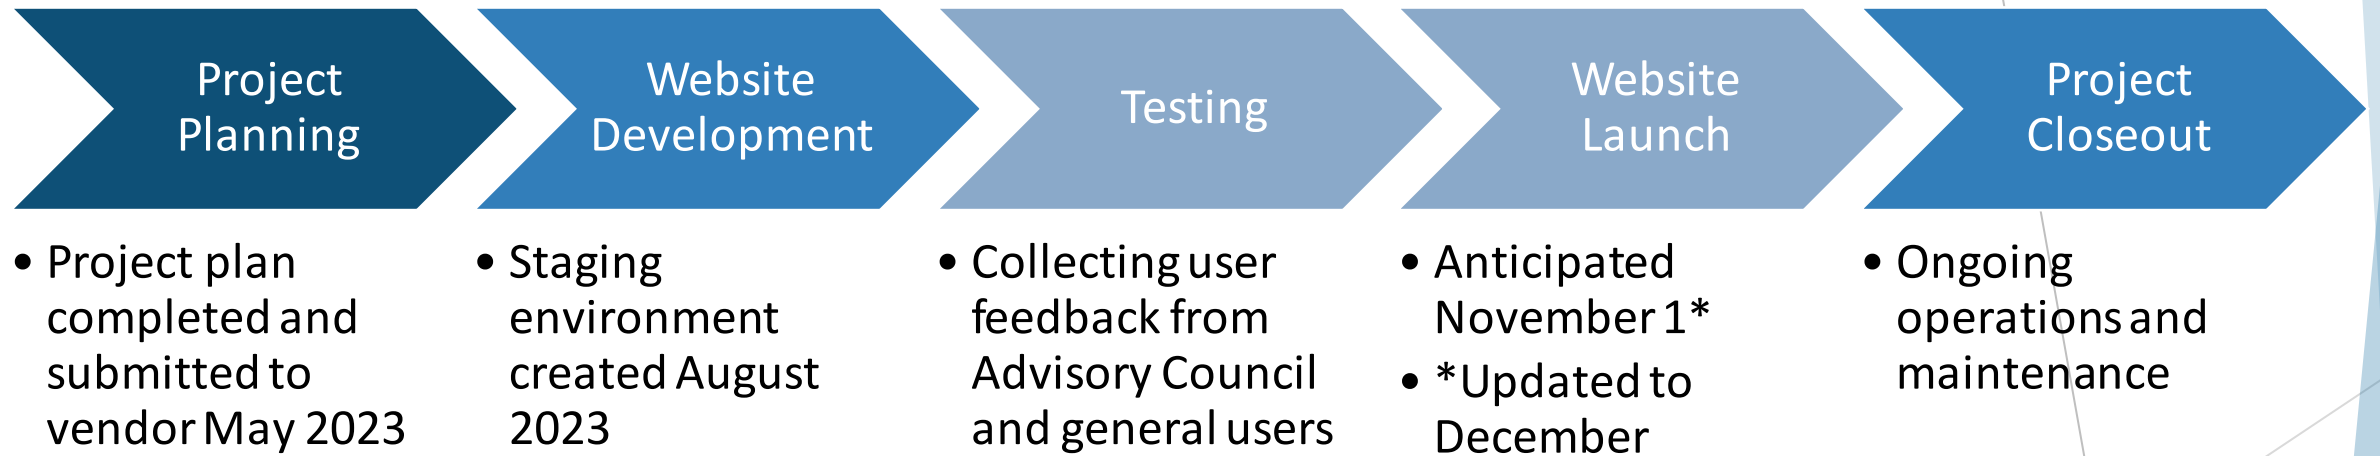 Project
Planning
Website
Development
Testing
Website
Launch
Project
Closeout
• Project plan
completed and
submitted to
vendor May 2023
• Staging
environment
created August
2023
• Collecting user
feedback from
Advisory Council
and general users
• Anticipated
November 1*
• *Updated to
December
• Ongoing
operations and
maintenance